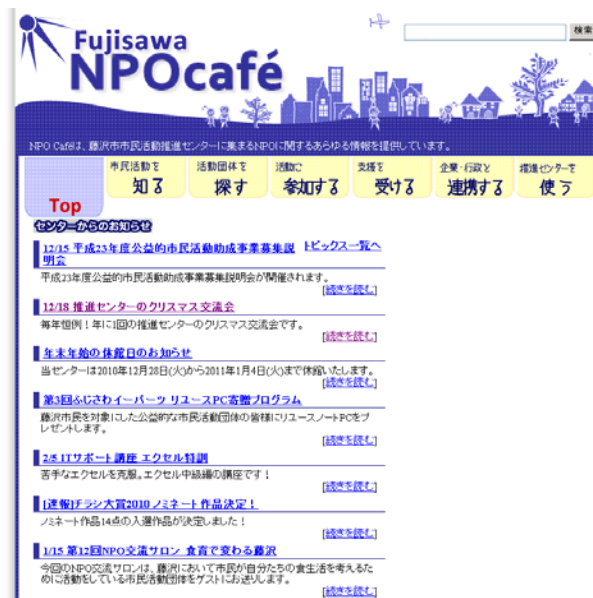 検索
Fujisawa
NPOcafé
NPO Caféは、藤沢市市民活動推進センターに集まるNPOに関するあらゆる情報を提供しています。
Top
市民活動を 知る
活動団体を 探す
活動に 参加する
支援を 受ける
企業・行政と 連携する
推進センターを 使う
センターからのお知らせ
トピックス一覧へ
12/15 平成23年度公益的市民活動助成事業募集説
明会
平成23年度公益的市民活動助成事業募集説明会が開催されます。
[続きを読む]
12/18 推進センターのクリスマス交流会
毎年恒例！年に1回の推進センターのクリスマス交流会です。
[続きを読む]
年末年始の休館日のお知らせ
当センターは2010年12月28日(火)から2011年1月4日(火)まで休館いたします。
[続きを読む]
第3回ふじさわイーパーツ リユースPC寄贈プログラム
藤沢市民を対象にした公益的な市民活動団体の皆様にリユースノートPCをプ
レゼントします。
[続きを読む]
2/5 ITサポート講座 エクセル特訓
苦手なエクセルを克服。エクセル中級編の講座です！
[続きを読む]
[速報]チラシ大賞2010 ノミネート作品決定！
ノミネート作品14点の入選作品が決定しました！
[続きを読む]
1/15 第12回NPO交流サロン 食育で変わる藤沢
今回のNPO交流サロンは、藤沢において市民が自分たちの食生活を考えるた
めに活動をしている市民活動団体をゲストにお送りします。
[続きを読む]